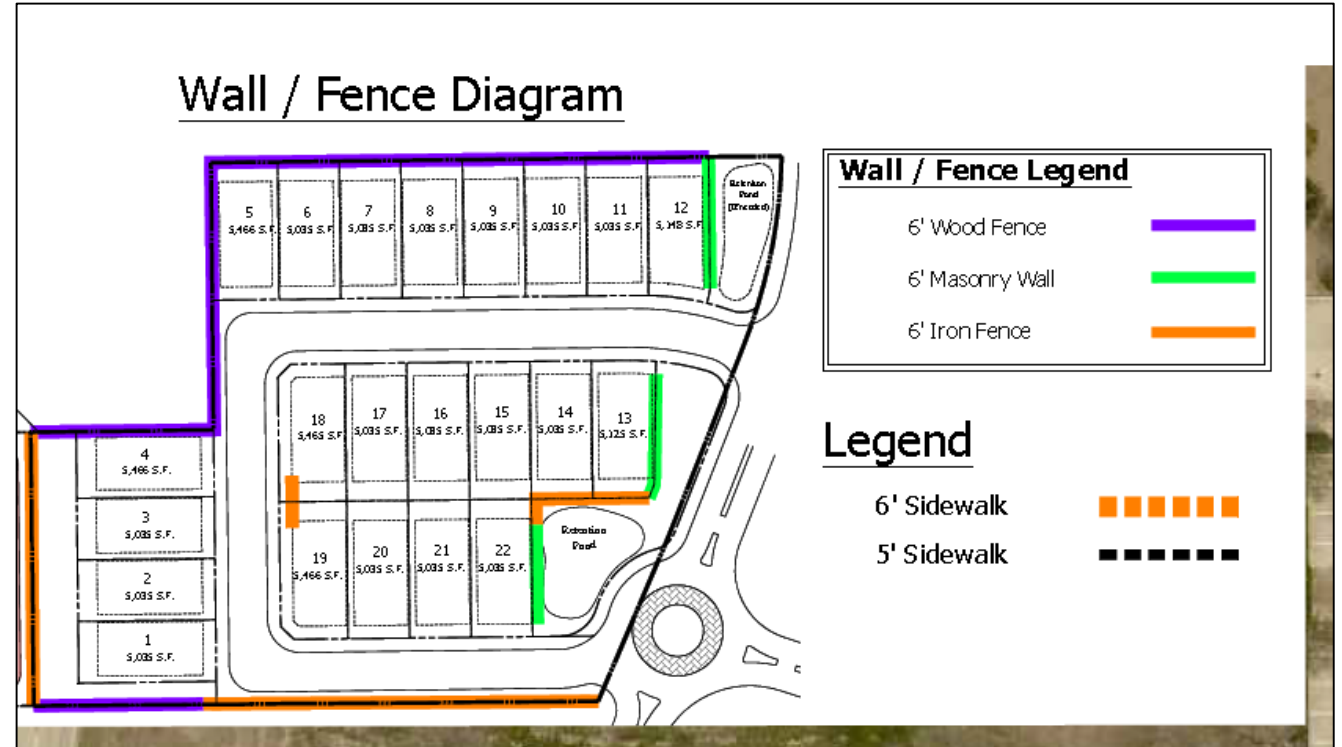 Wall / Fence Diagram
Wall / Fence Legend
6' Wood Fence
6' Masonry Wall
6' Iron Fence
Legend
6' Sidewalk
5' Sidewalk
5
5,466 S.F.
6
5,035 S.F.
7
5,035 S.F.
8
5,035 S.F.
9
5,035 S.F.
10
5,035 S.F.
11
5,035 S.F.
12
5,148 S.F.
Retention
Pond
18
5,465 S.F.
17
5,035 S.F.
16
5,035 S.F.
15
5,035 S.F.
14
5,035 S.F.
13
5,125 S.F.
4
5,466 S.F.
3
5,035 S.F.
2
5,035 S.F.
1
5,035 S.F.
19
5,466 S.F.
20
5,035 S.F.
21
5,035 S.F.
22
5,035 S.F.
Retention
Pond